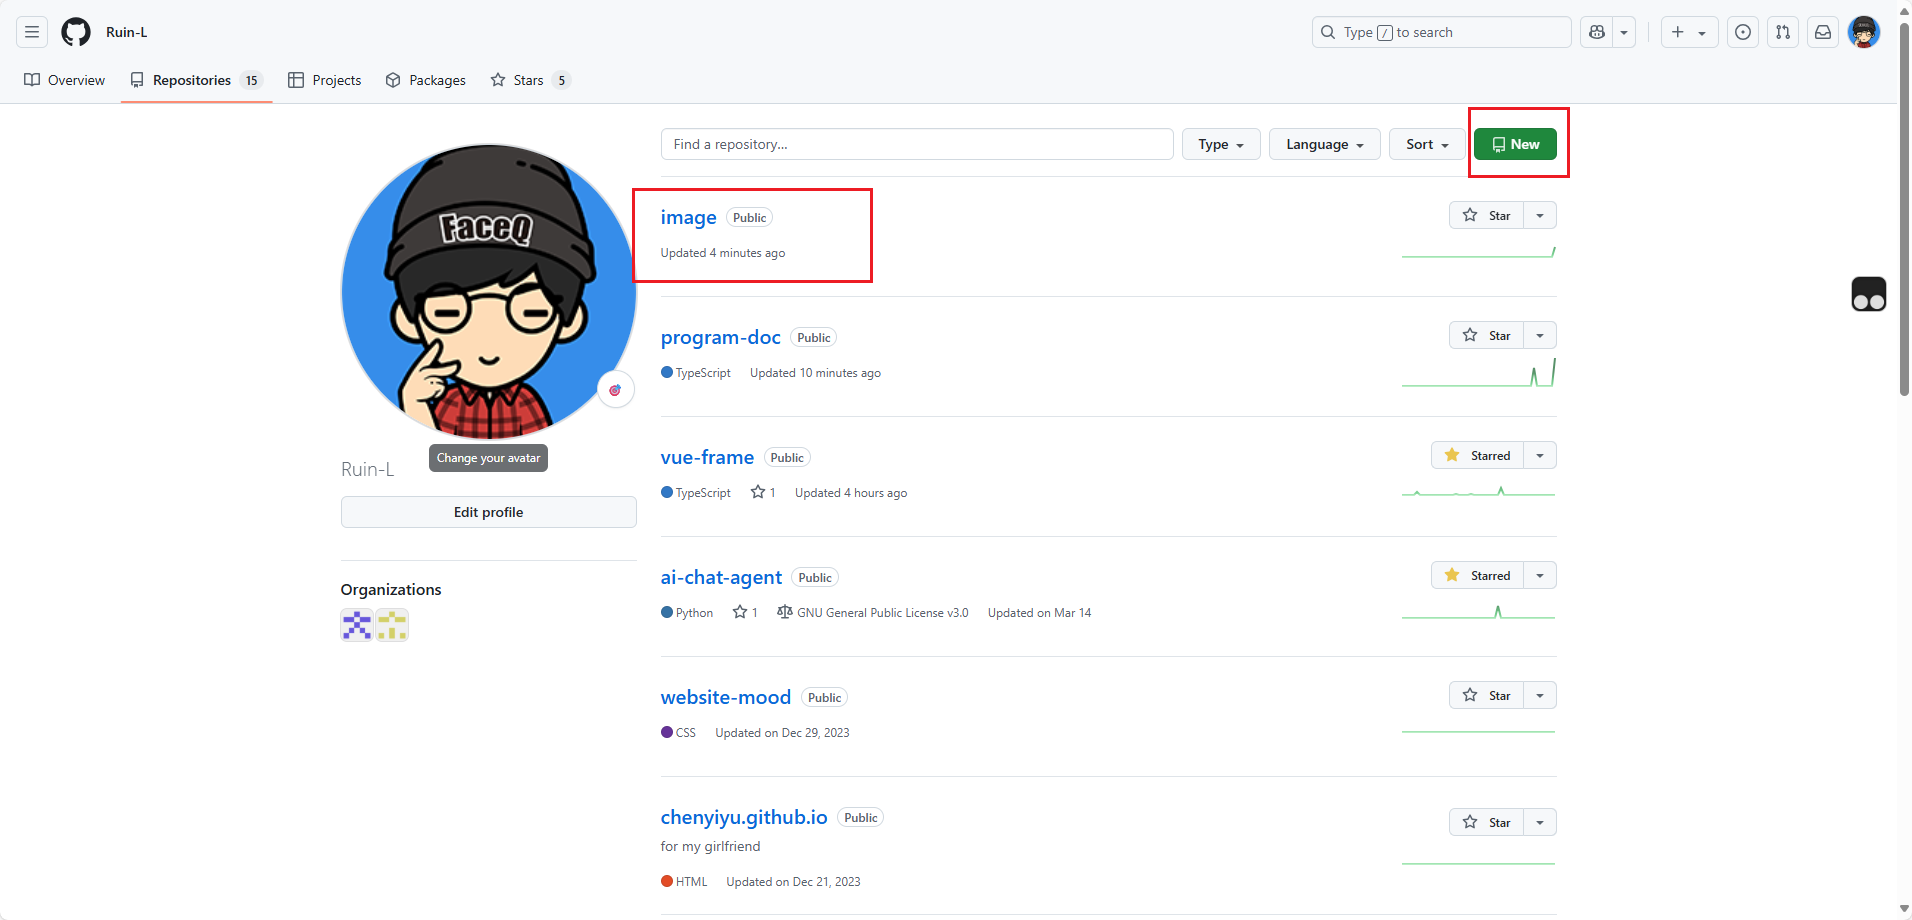 Ruin-L
Type / to search
Overview
Repositories 15
Projects
Packages
Stars 5
Find a repository...
Type
Language
Sort
New
FaceQ
Change your avatar
Ruin-L
Edit profile
Organizations
image Public
Star
Updated 4 minutes ago
program-doc Public
Star
TypeScript Updated 10 minutes ago
vue-frame Public
Starred
TypeScript 1 Updated 4 hours ago
ai-chat-agent Public
Starred
Python 1 GNU General Public License v3.0 Updated on Mar 14
website-mood Public
Star
CSS Updated on Dec 29, 2023
chenyiyu.github.io Public
Star
for my girlfriend
HTML Updated on Dec 21, 2023